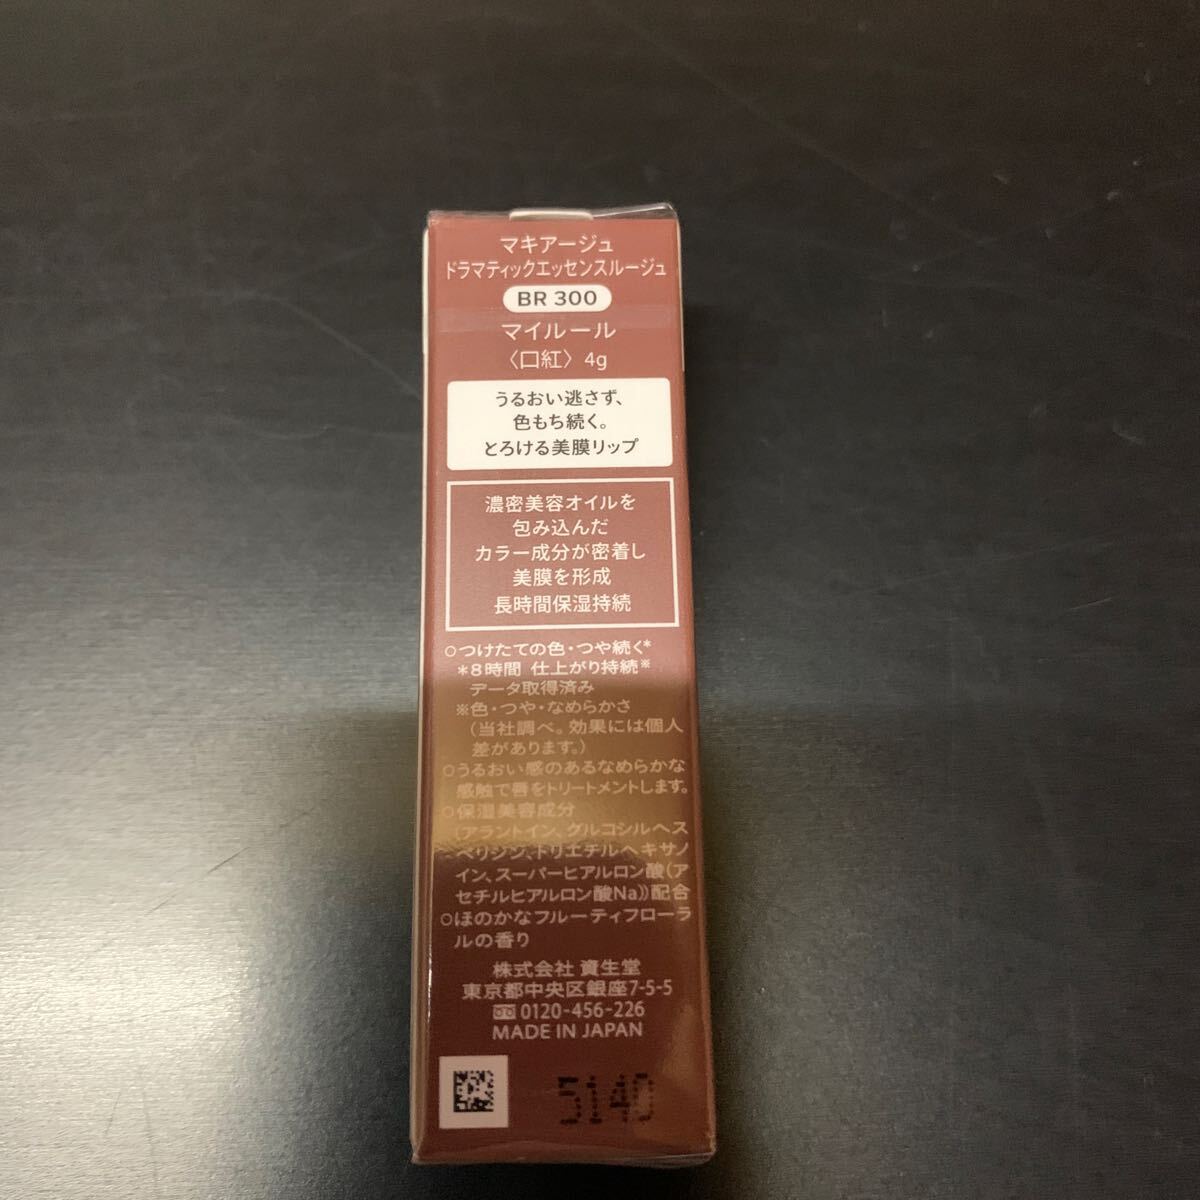 マキアージュ
ドラマティックエッセンスルージュ
BR 300
マイルール
〈口紅〉4g
うるおい逃さず、
色もち続く。
とろける美膜リップ
濃密美容オイルを
包み込んだ
カラー成分が密着し
美膜を形成
長時間保湿持続
○つけたての色・つや続く*
*8時間 仕上がり持続※
データ取得済み
※色・つや・なめらかさ
(当社調べ。効果には個人
差があります。)
○うるおい感のあるなめらかな
感触で唇をトリートメントします。
○保湿美容成分
(アラントイン、グルコシルヘス
ペリジン、トリエチルヘキサノ
イン、スーパーヒアルロン酸(ア
セチルヒアルロン酸Na))配合
○ほのかなフルーティフローラ
ルの香り
株式会社 資生堂
東京都中央区銀座7-5-5
0120-456-226
MADE IN JAPAN
5140